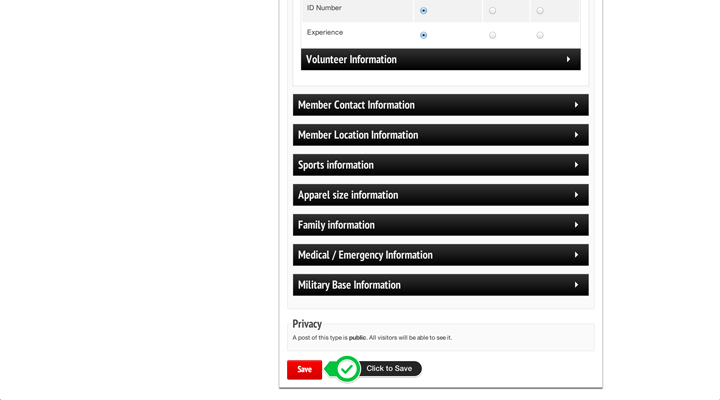 ID Number
Experience
Volunteer Information
Member Contact Information
Member Location Information
Sports information
Apparel size information
Family information
Medical / Emergency Information
Military Base Information
Privacy
A post of this type is public. All visitors will be able to see it.
Save
Click to Save